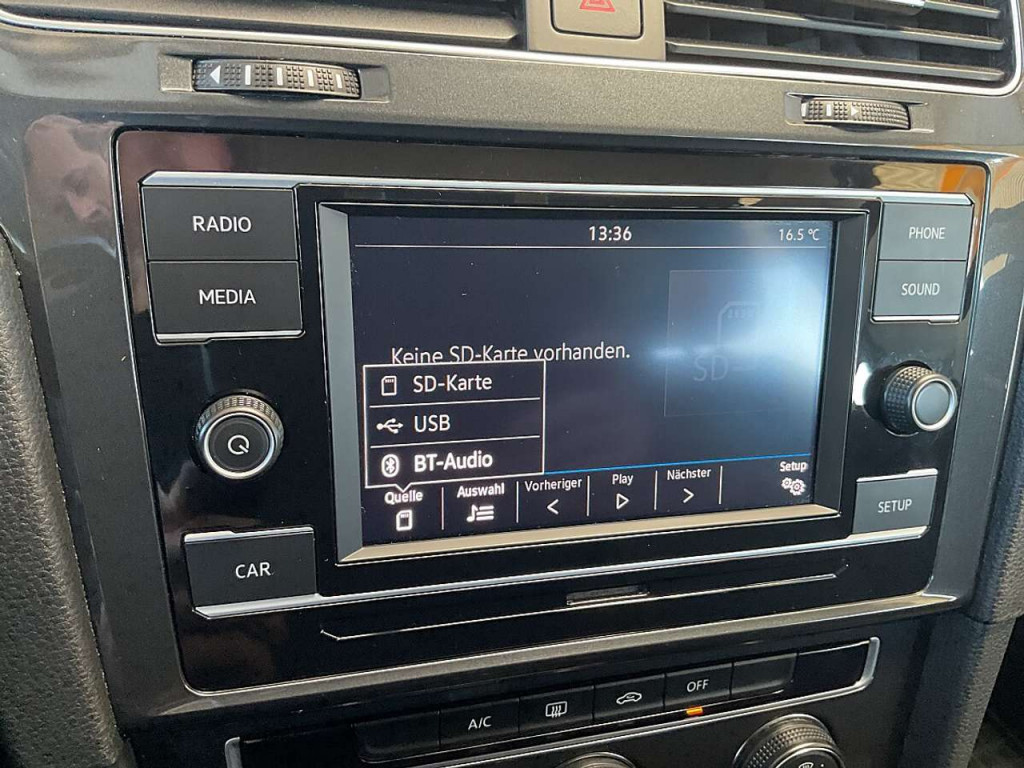 RADIO
MEDIA
CAR
13:36
16.5 °C
Keine SD-Karte vorhanden.
SD
SD-Karte
USB
BT-Audio
Quelle
Auswahl
Vorheriger
Play
Nächster
Setup
PHONE
SOUND
SETUP
A/C
OFF